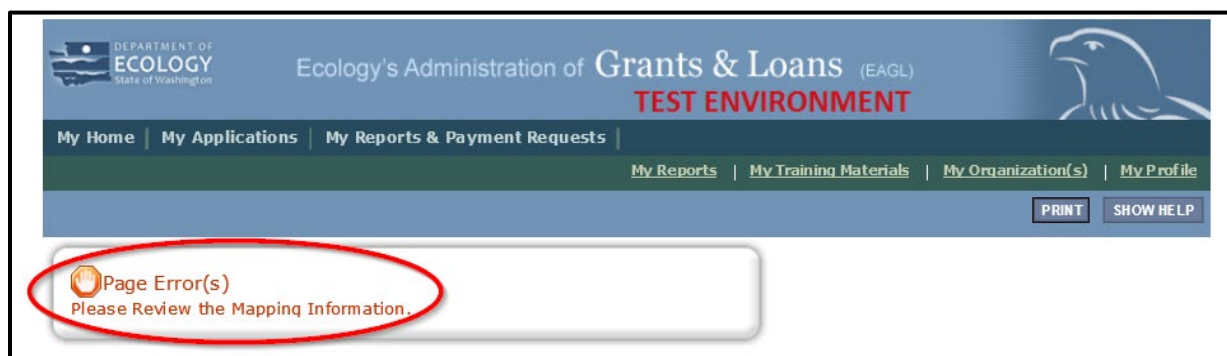 DEPARTMENT OF
ECOLOGY
State of Washington
Ecology's Administration of Grants & Loans (EAGL)
TEST ENVIRONMENT
My Home | My Applications | My Reports & Payment Requests |
My Reports | My Training Materials | My Organization(s) | My Profile
PRINT SHOW HELP
Page Error(s)
Please Review the Mapping Information.